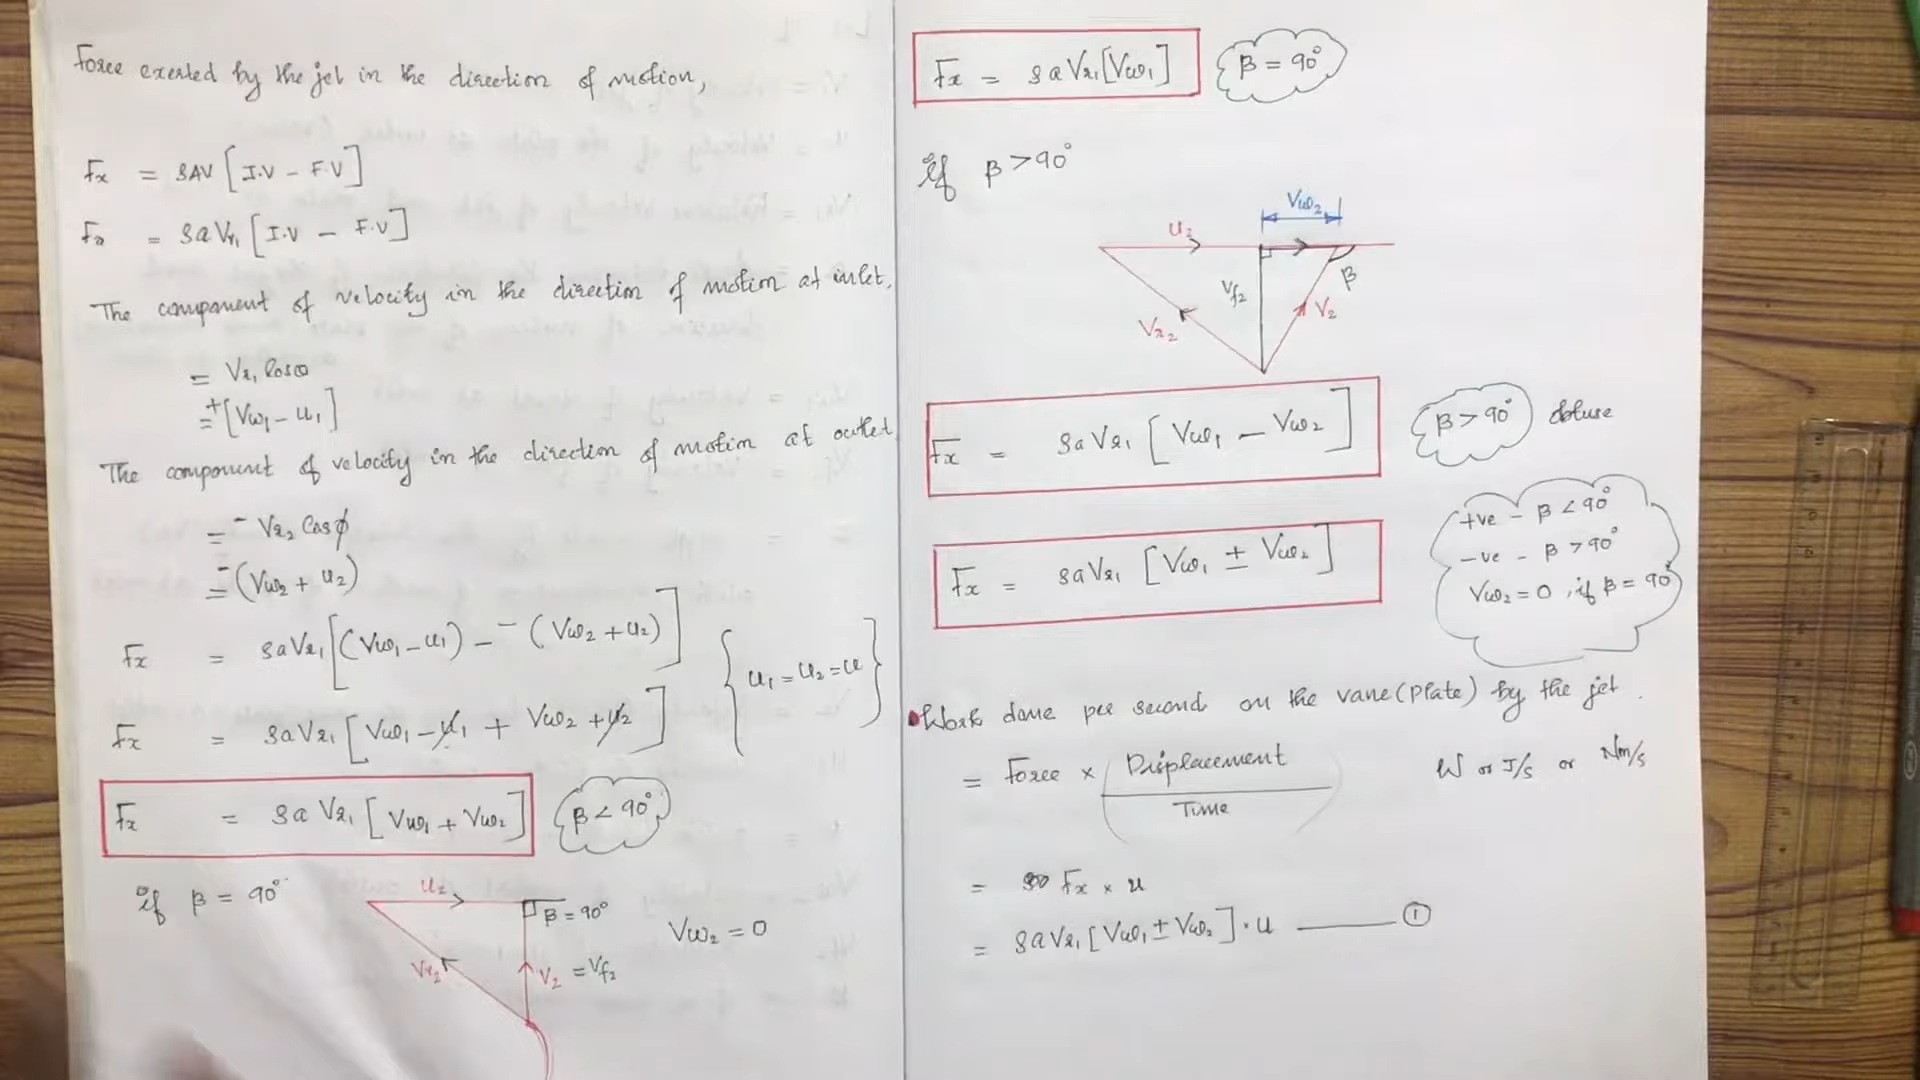 Force exerted by the jet in the direction of motion,
Fx = ρAV [I.V - F.V]
Fx = ρaVr₁ [I.V - F.V]
The component of velocity in the direction of motion at inlet,
= Vr₁ Cosθ
= +[Vw₁ - u₁]
The component of velocity in the direction of motion at outlet
= - Vr₂ Cosϕ
= -(Vw₂ + u₂)
Fx = ρaVr₁ [(Vw₁ - u₁) - -(Vw₂ + u₂)]
{u₁ = u₂ = u}
Fx = ρaVr₁ [Vw₁ - u₁ + Vw₂ + u₂]
Fx = ρaVr₁ [Vw₁ + Vw₂] β < 90°
if β = 90°
u₂
β = 90°
Vw₂ = 0
Vr₂
V₂ = Vf₂
Fx = ρaVr₁[Vw₁] β = 90°
if β > 90°
Vw₂
u₂
β
Vf₂
Vr₂
V₂
Fx = ρaVr₁ [Vw₁ - Vw₂] β > 90° obtuse
Fx = ρaVr₁ [Vw₁ ± Vw₂]
+ve - β < 90°
-ve - β > 90°
Vw₂ = 0, if β = 90°
Work done per second on the vane (plate) by the jet.
= Force × (Displacement / Time) W or J/s or Nm/s
= Fx × u
= ρaVr₁ [Vw₁ ± Vw₂] · u —— ①